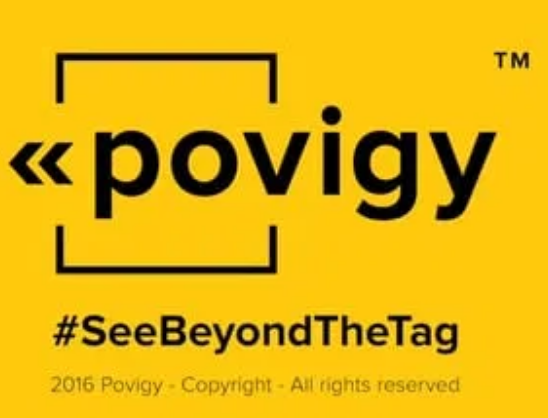 TM
«povigy
#SeeBeyondTheTag
2016 Povigy - Copyright - All rights reserved